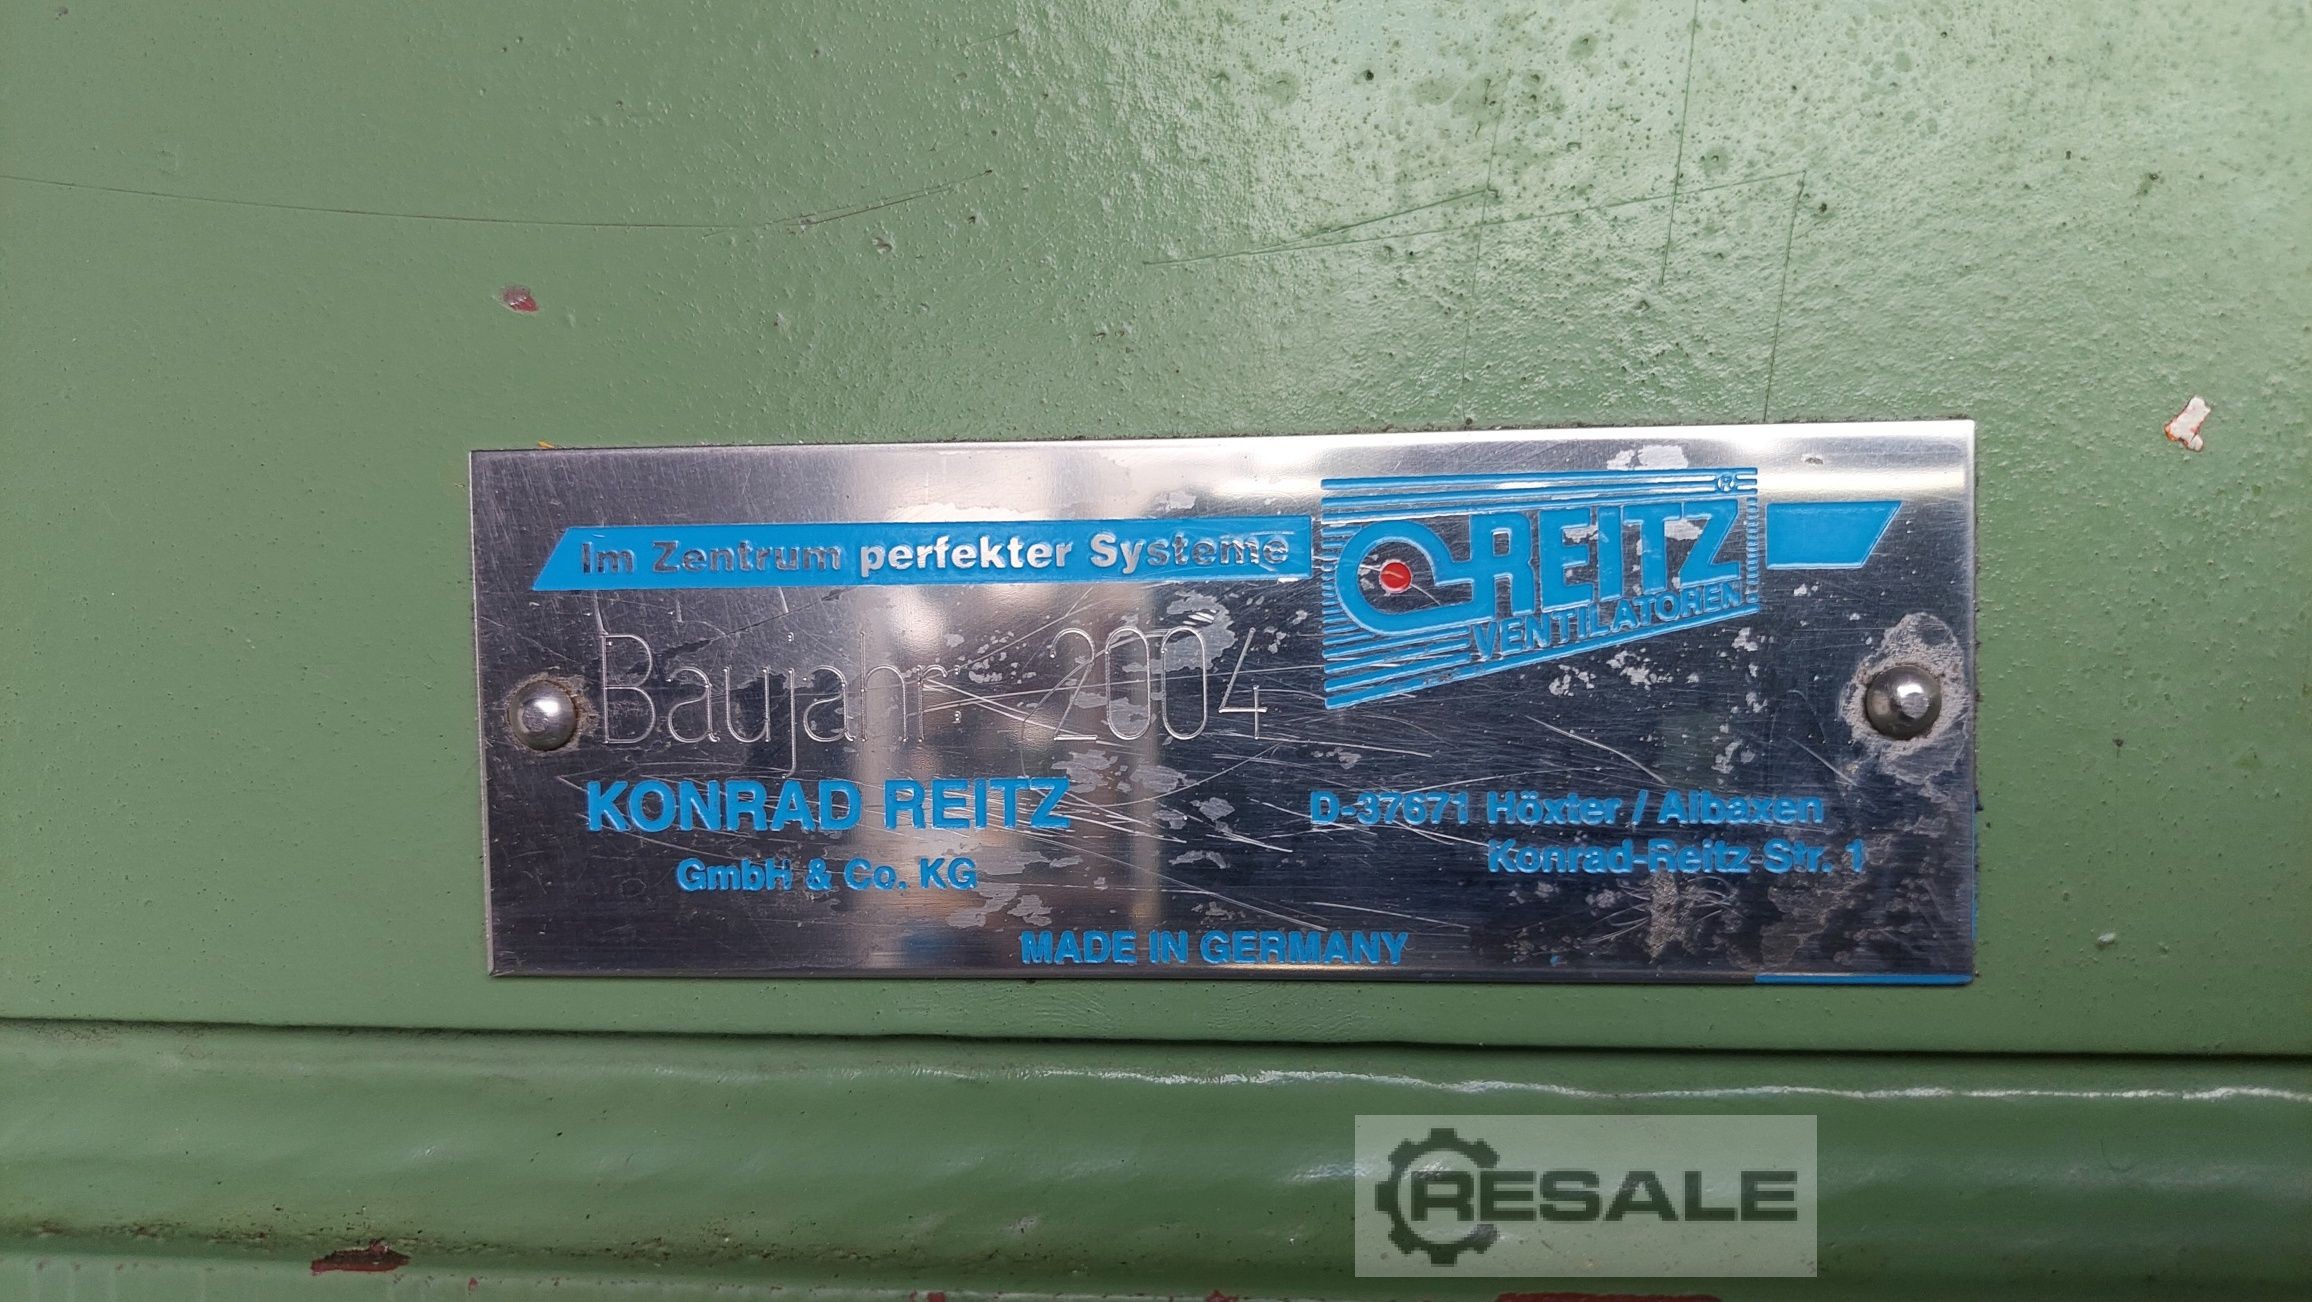 Im Zentrum perfekter Systeme
REITZ ®
VENTILATOREN
Baujahr: 2004
KONRAD REITZ
GmbH & Co. KG
D-37671 Höxter / Albaxen
Konrad-Reitz-Str. 1
MADE IN GERMANY
RESALE